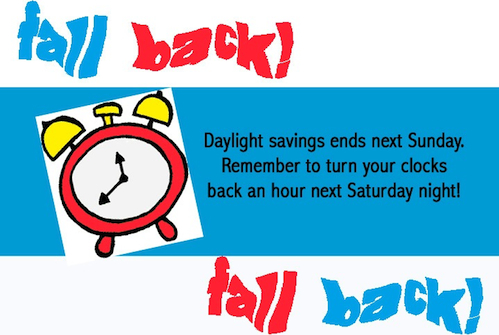 fall back!
Daylight savings ends next Sunday.
Remember to turn your clocks
back an hour next Saturday night!
fall back!